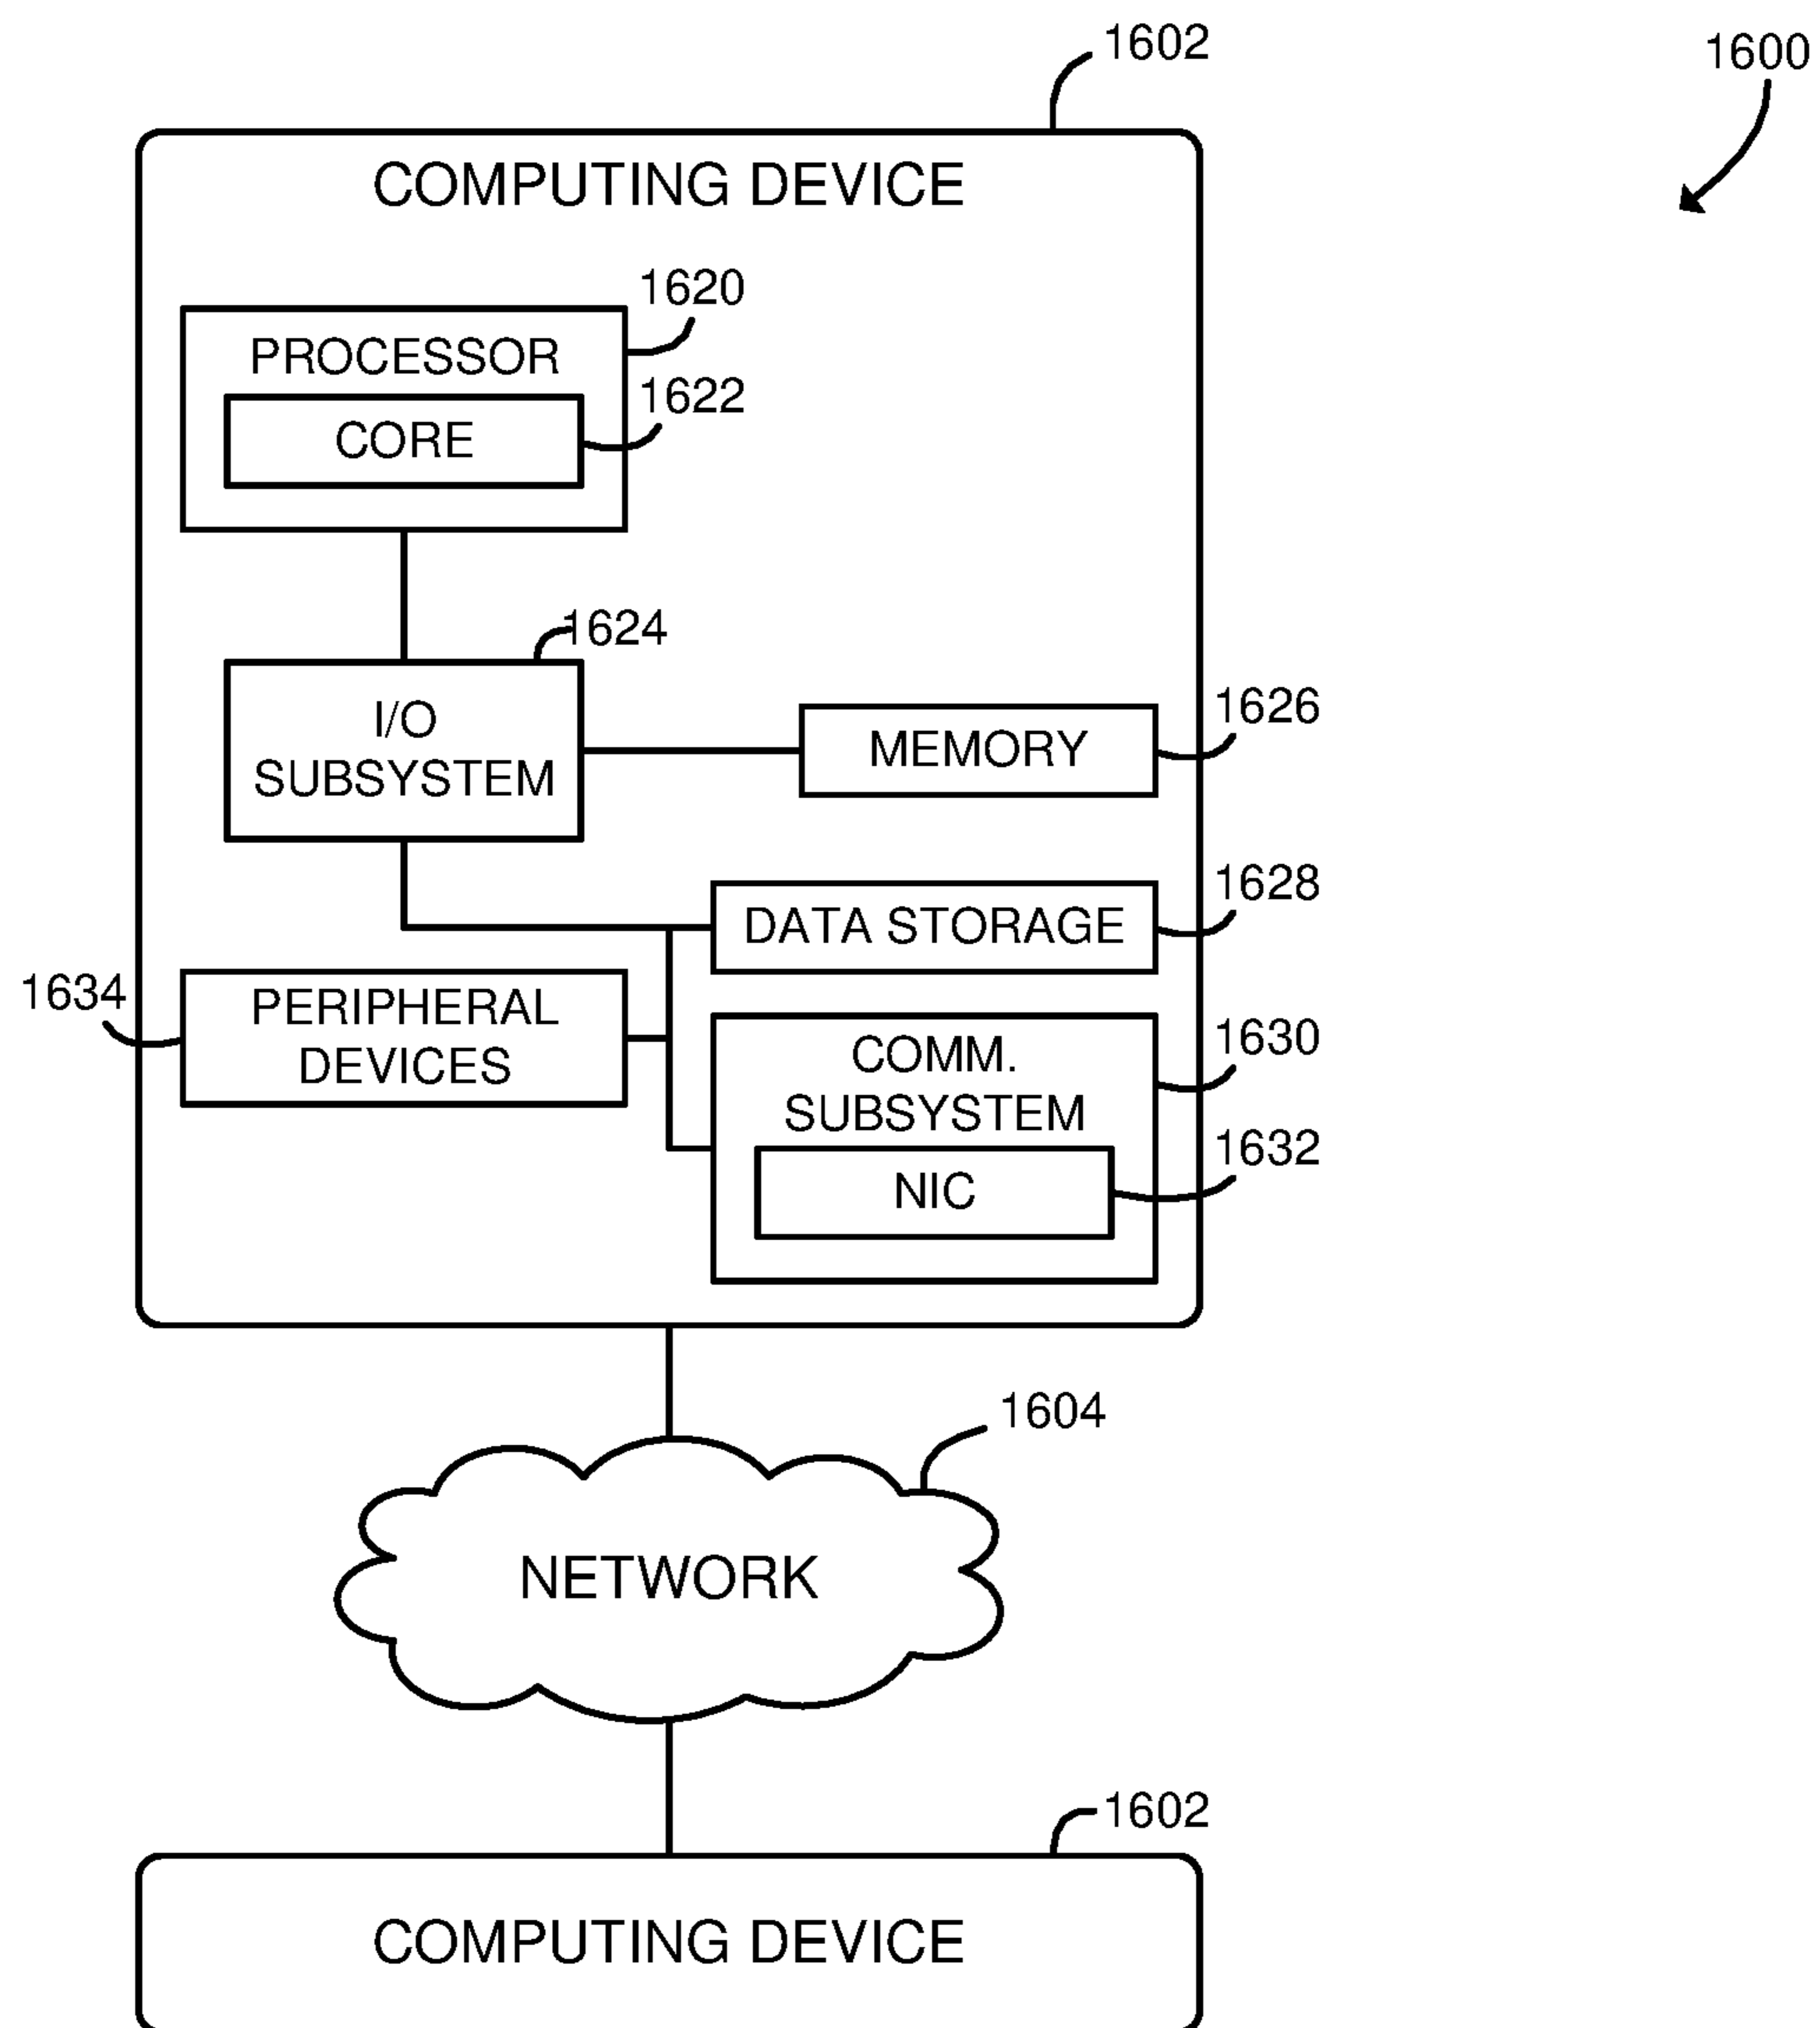 1602
1600
COMPUTING DEVICE
1620
PROCESSOR
1622
CORE
1624
I/O
SUBSYSTEM
1626
MEMORY
1628
DATA STORAGE
1634
PERIPHERAL
DEVICES
1630
COMM.
SUBSYSTEM
1632
NIC
1604
NETWORK
1602
COMPUTING DEVICE